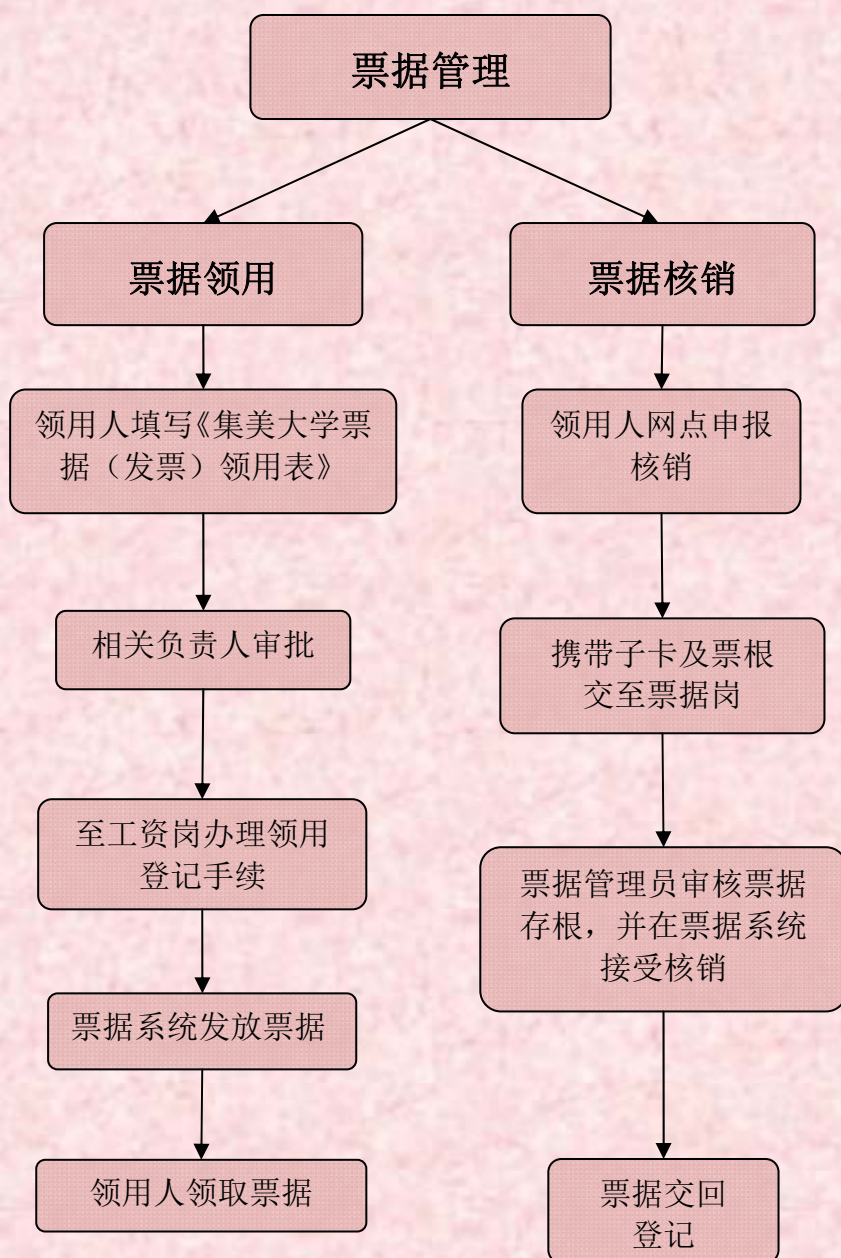 票据管理
票据领用
领用人填写《集美大学票
据（发票）领用表》
相关负责人审批
至工资岗办理领用
登记手续
票据系统发放票据
领用人领取票据
票据核销
领用人网点申报
核销
携带子卡及票根
交至票据岗
票据管理员审核票据
存根，并在票据系统
接受核销
票据交回
登记